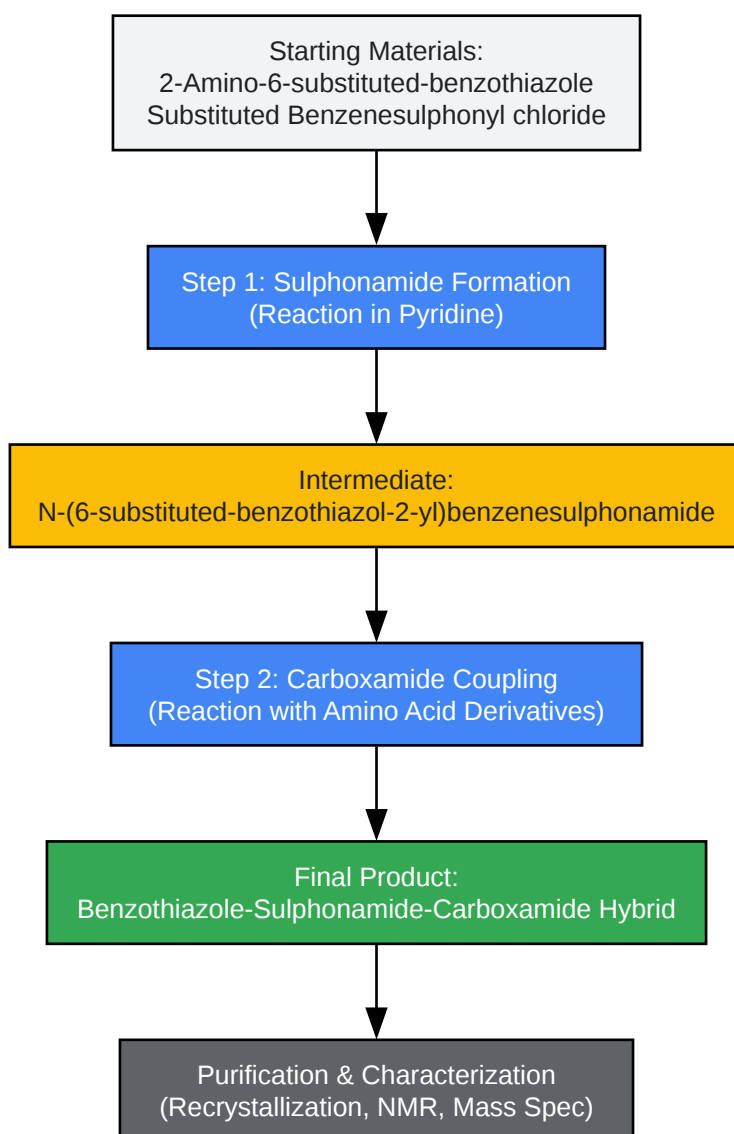 Starting Materials:
2-Amino-6-substituted-benzothiazole
Substituted Benzenesulphonyl chloride
Step 1: Sulphonamide Formation
(Reaction in Pyridine)
Intermediate:
N-(6-substituted-benzothiazol-2-yl)benzenesulphonamide
Step 2: Carboxamide Coupling
(Reaction with Amino Acid Derivatives)
Final Product:
Benzothiazole-Sulphonamide-Carboxamide Hybrid
Purification & Characterization
(Recrystallization, NMR, Mass Spec)